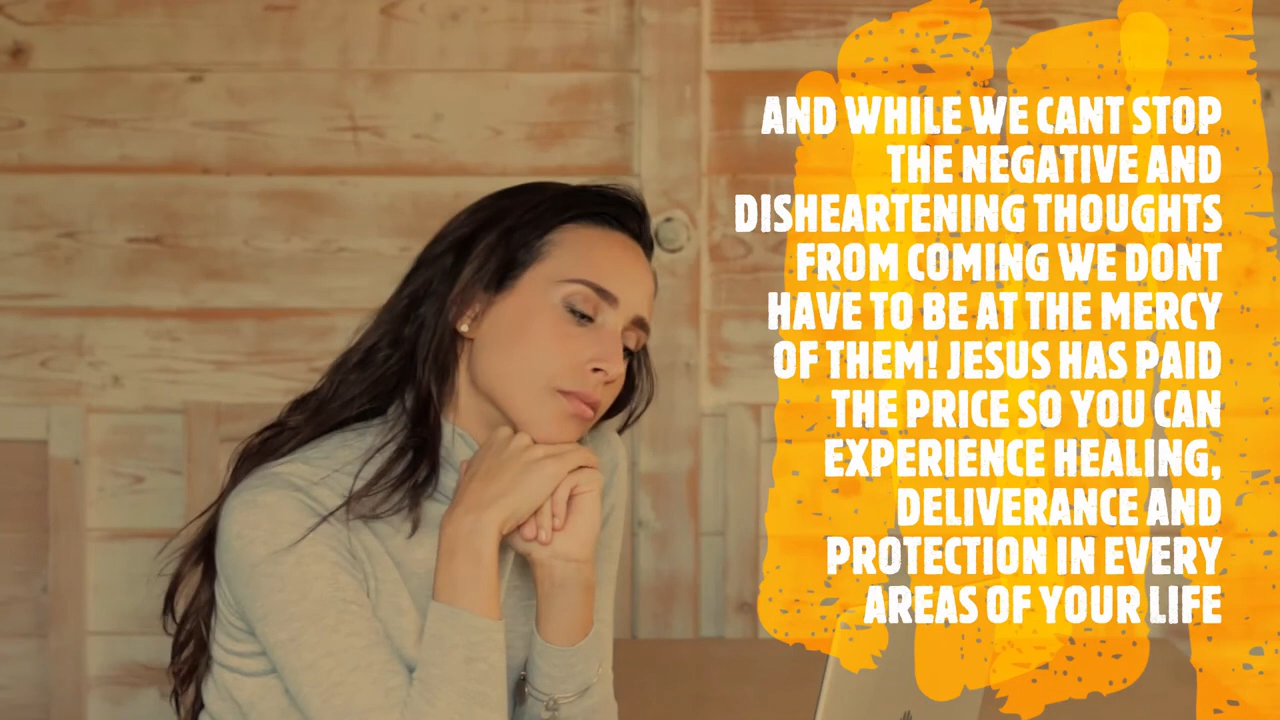 AND WHILE WE CANT STOP
THE NEGATIVE AND
DISHEARTENING THOUGHTS
FROM COMING WE DONT
HAVE TO BE AT THE MERCY
OF THEM! JESUS HAS PAID
THE PRICE SO YOU CAN
EXPERIENCE HEALING,
DELIVERANCE AND
PROTECTION IN EVERY
AREAS OF YOUR LIFE